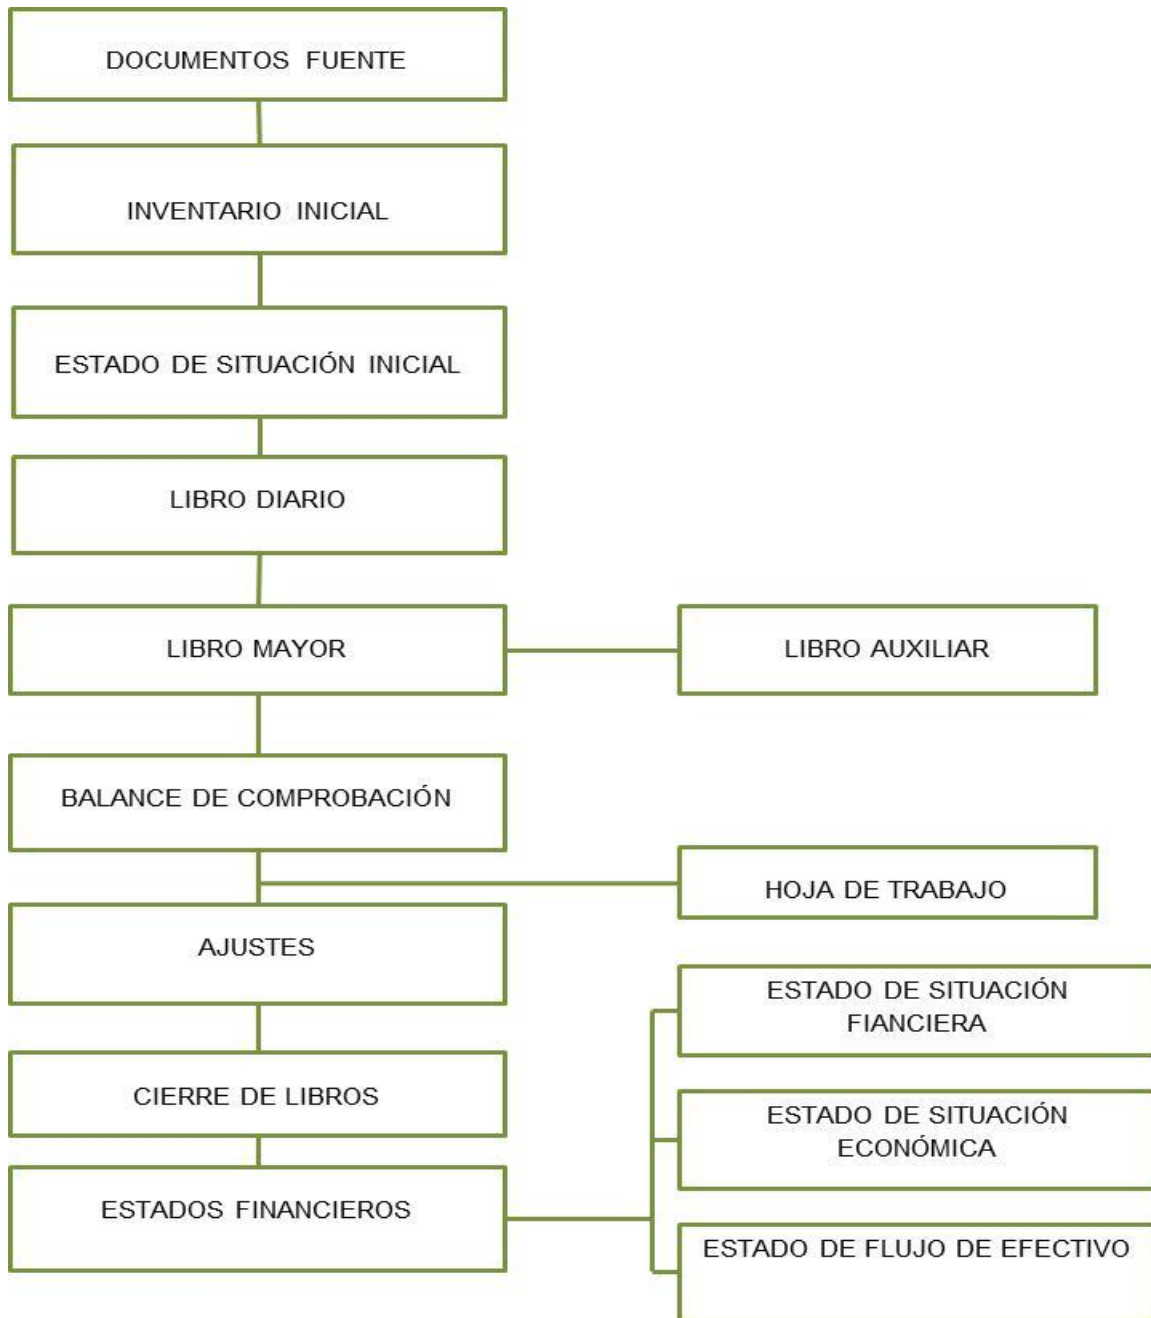 DOCUMENTOS FUENTE
INVENTARIO INICIAL
ESTADO DE SITUACIÓN INICIAL
LIBRO DIARIO
LIBRO MAYOR
LIBRO AUXILIAR
BALANCE DE COMPROBACIÓN
HOJA DE TRABAJO
AJUSTES
ESTADO DE SITUACIÓN
FIANCIERA
CIERRE DE LIBROS
ESTADO DE SITUACIÓN
ECONÓMICA
ESTADOS FINANCIEROS
ESTADO DE FLUJO DE EFECTIVO